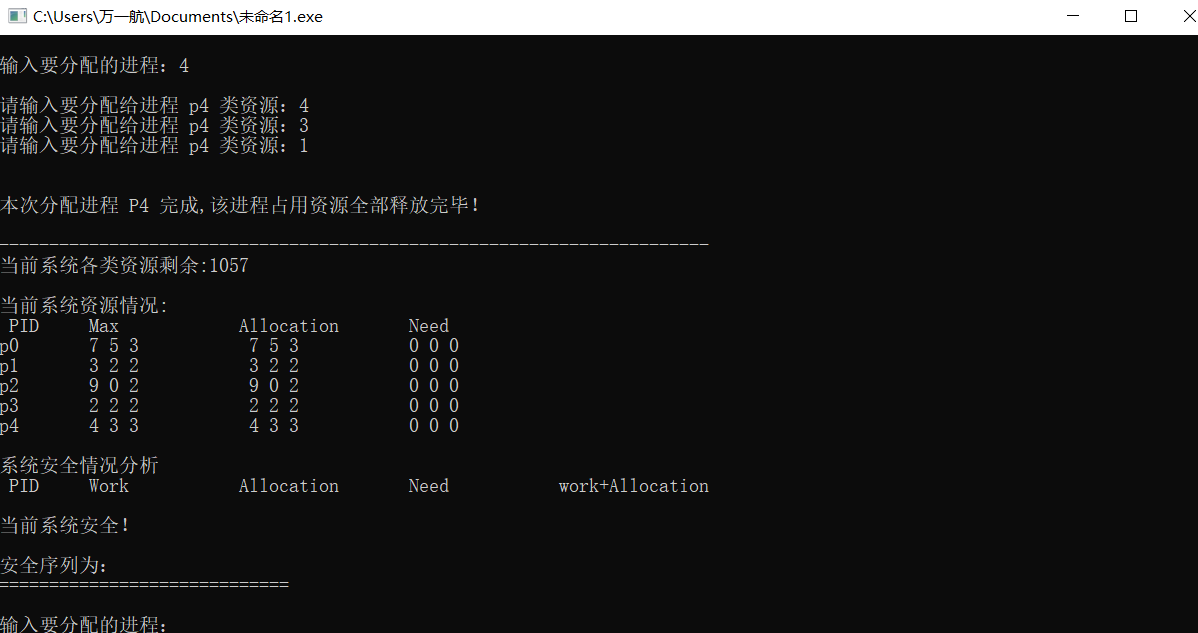 C:\Users\万一航\Documents\未命名1.exe
输入要分配的进程：4
请输入要分配给进程 p4 类资源：4
请输入要分配给进程 p4 类资源：3
请输入要分配给进程 p4 类资源：1
本次分配进程 P4 完成,该进程占用资源全部释放完毕!
-----------------------------------------------------------------------
当前系统各类资源剩余:1057
当前系统资源情况:
PID Max Allocation Need
p0 7 5 3 7 5 3 0 0 0
p1 3 2 2 3 2 2 0 0 0
p2 9 0 2 9 0 2 0 0 0
p3 2 2 2 2 2 2 0 0 0
p4 4 3 3 4 3 3 0 0 0
系统安全情况分析
PID Work Allocation Need work+Allocation
当前系统安全!
安全序列为：
=============================
输入要分配的进程：